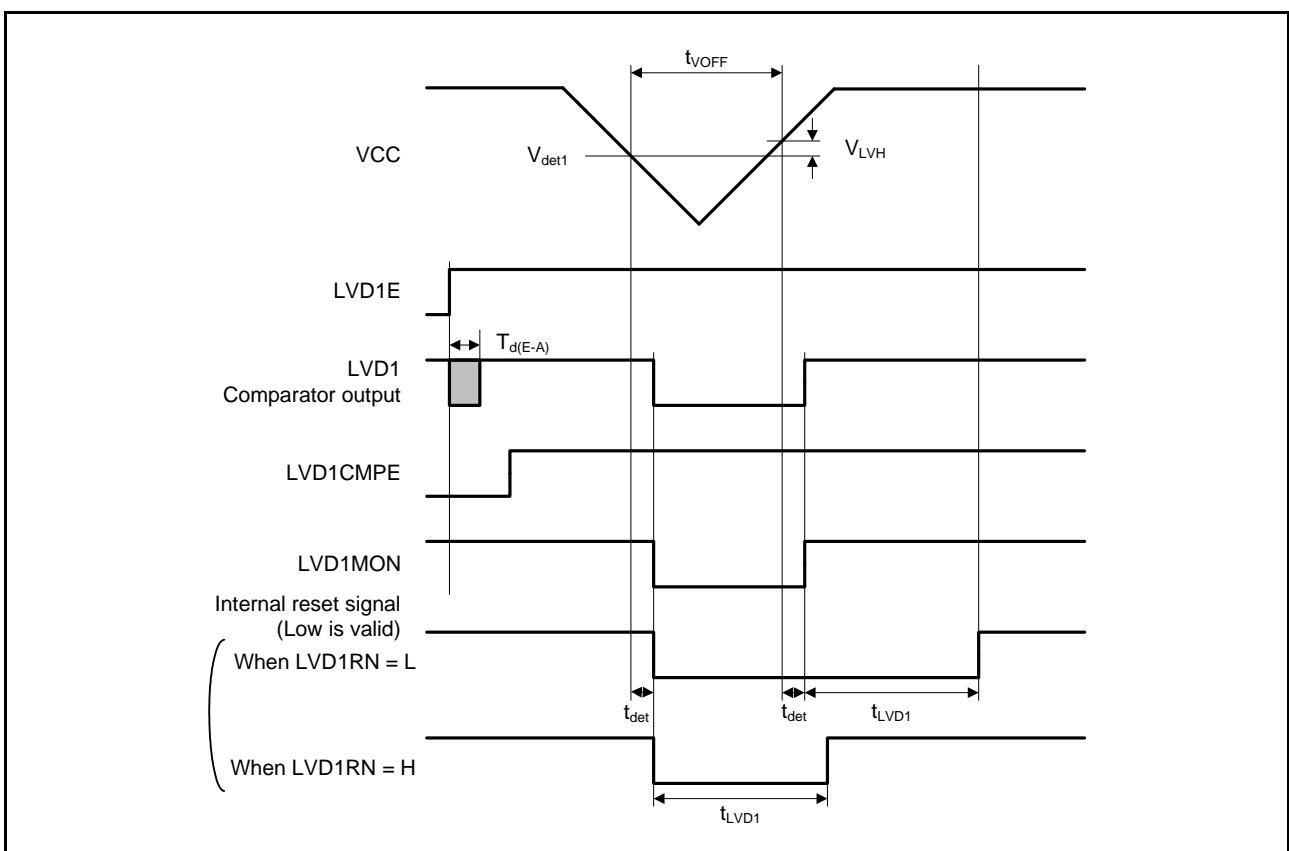 tVOFF
VCC
Vdet1
VLVH
LVD1E
Td(E-A)
LVD1
Comparator output
LVD1CMPE
LVD1MON
Internal reset signal
(Low is valid)
When LVD1RN = L
tdet
tdet
tLVD1
When LVD1RN = H
tLVD1